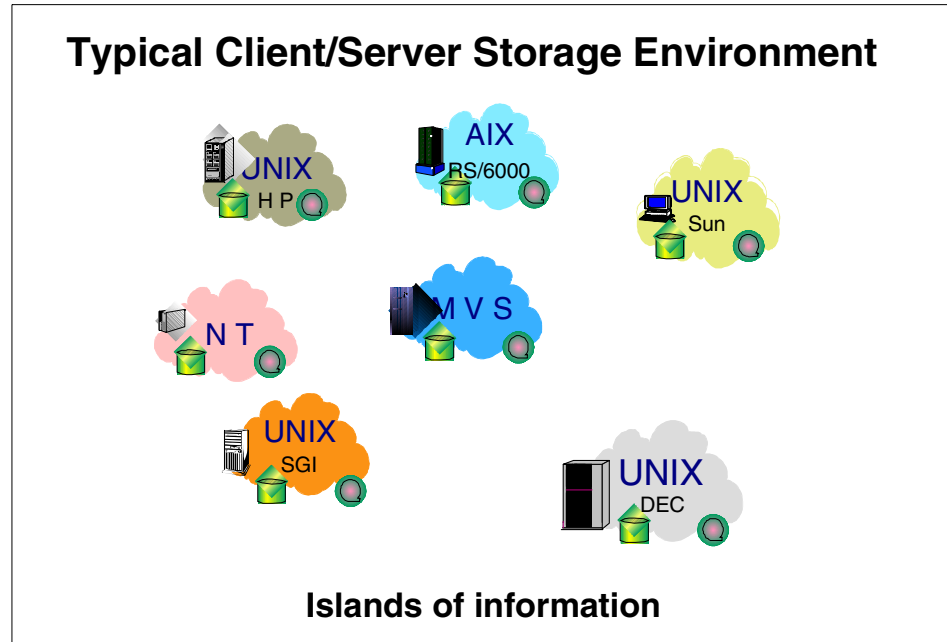 Typical Client/Server Storage Environment
UNIX
H P
AIX
RS/6000
UNIX
Sun
N T
M V S
UNIX
SGI
UNIX
DEC
Islands of information